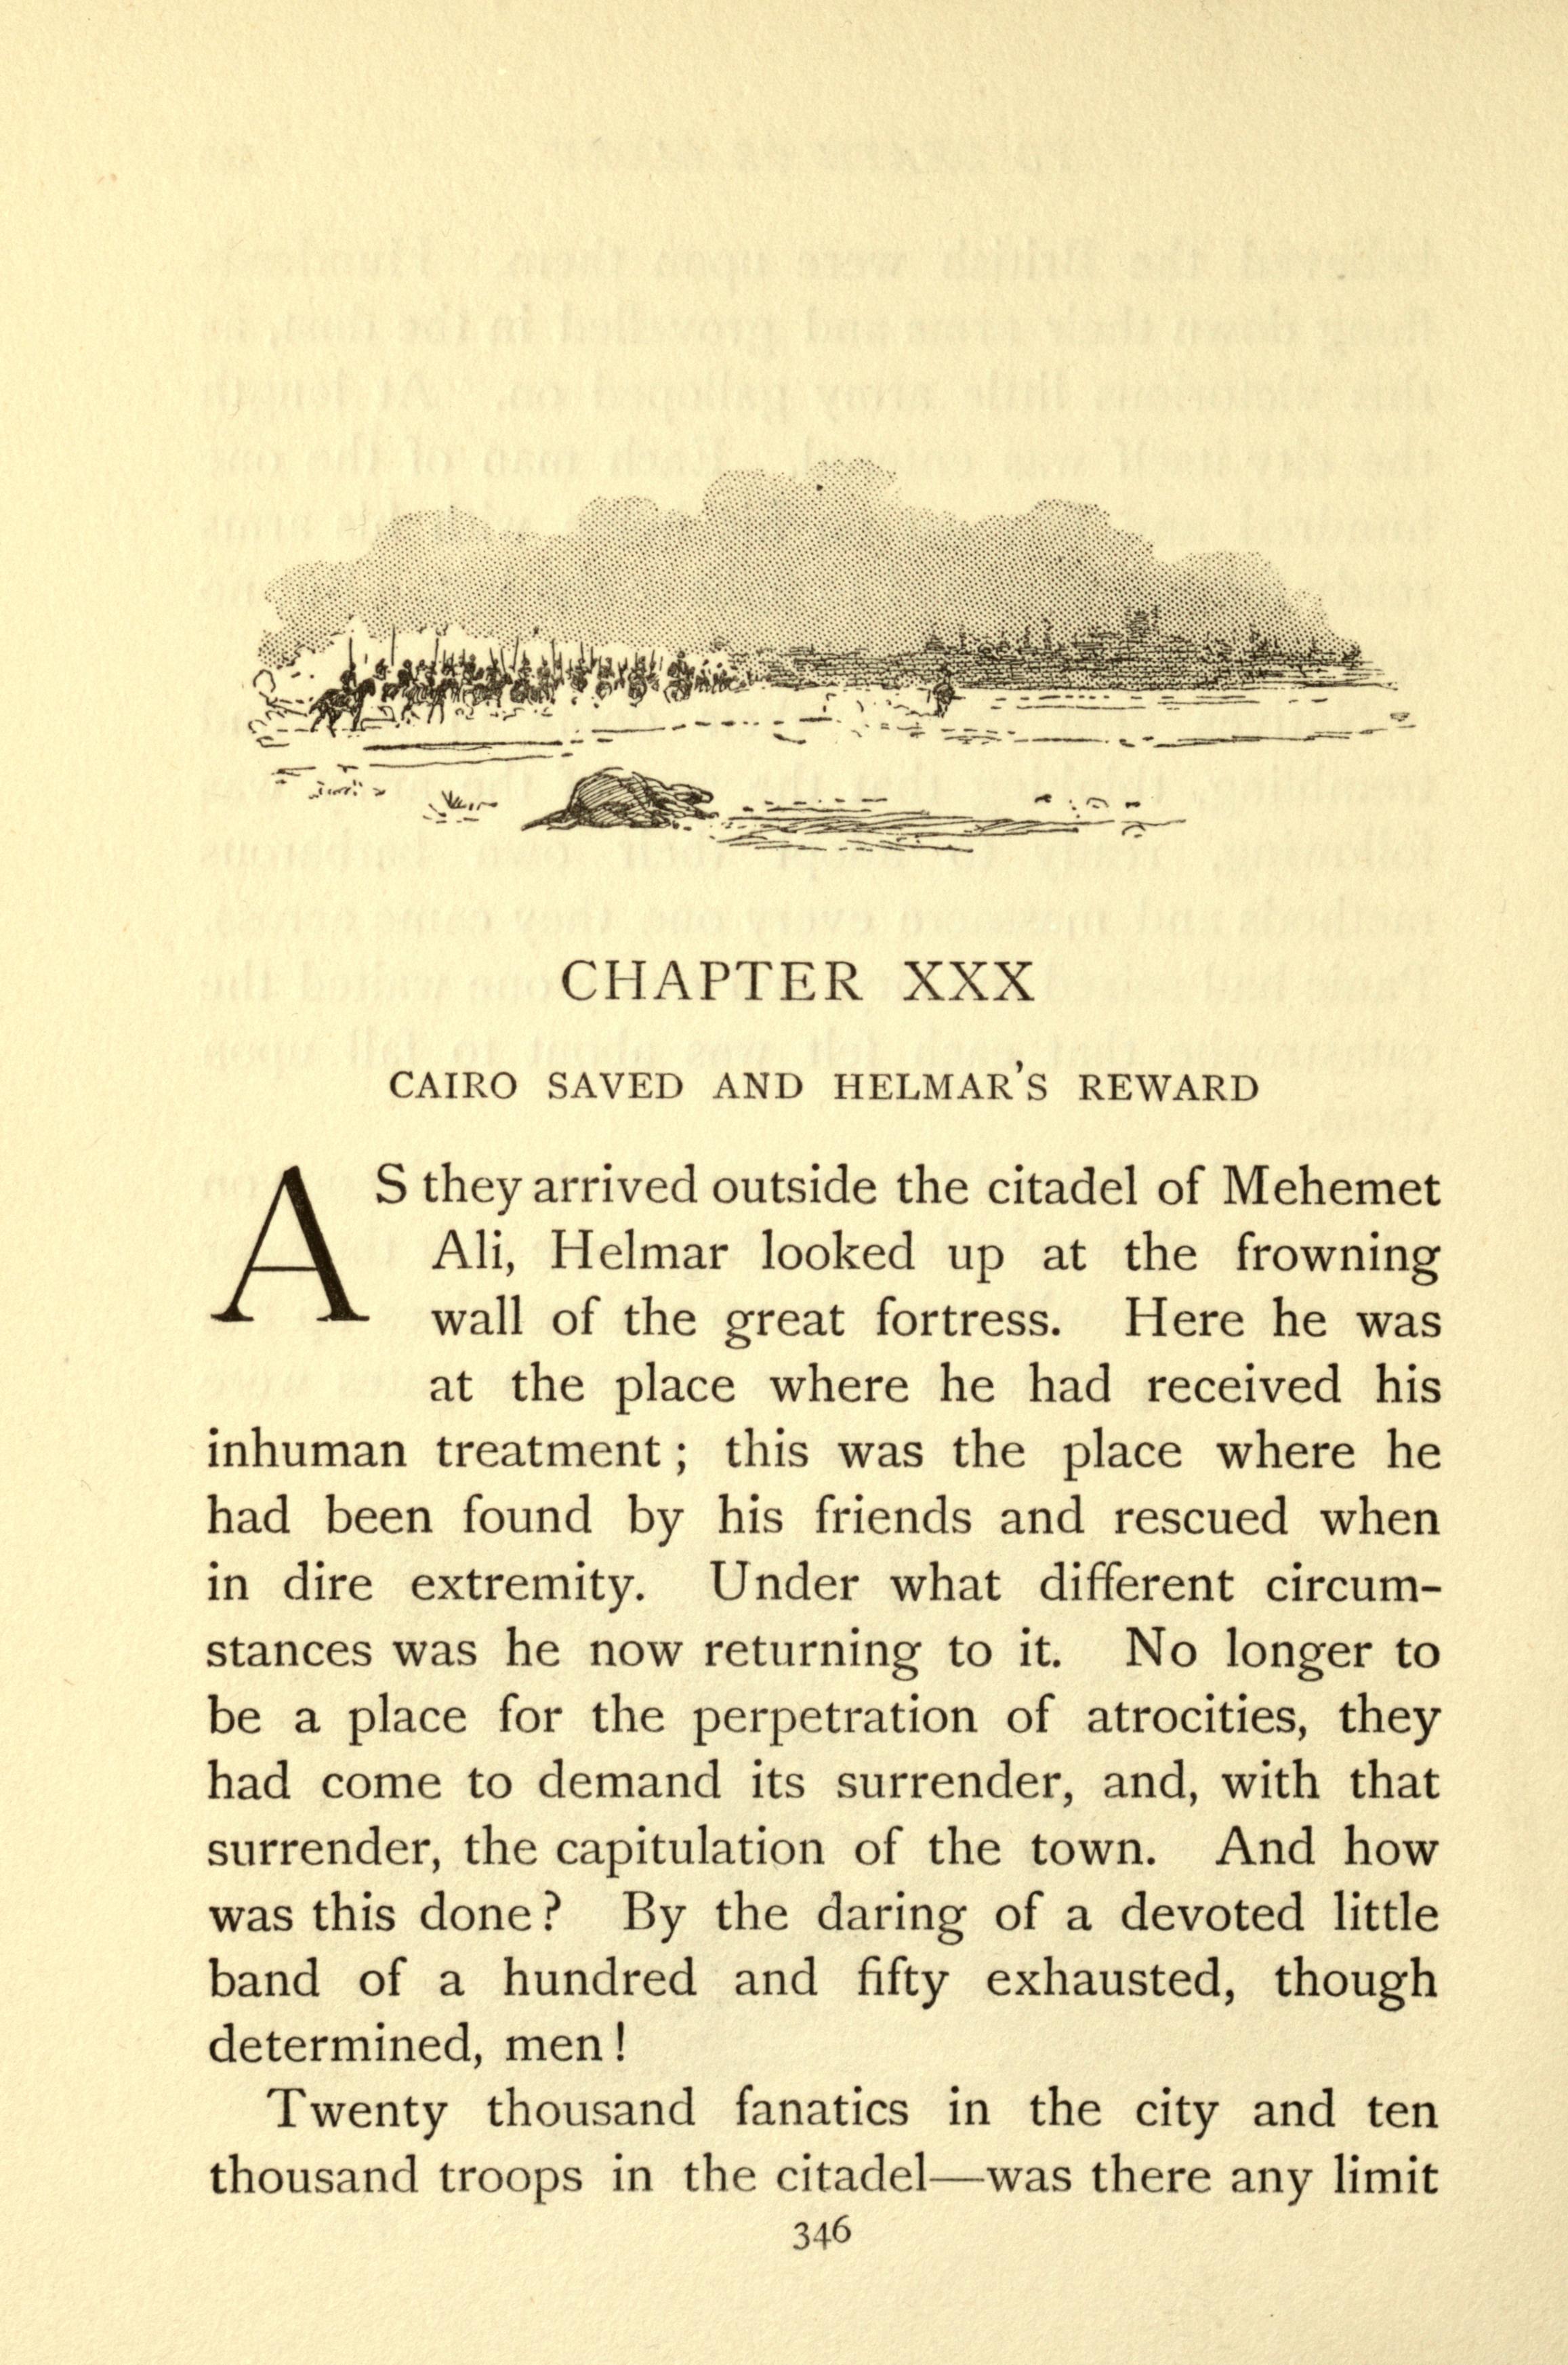 CHAPTER XXX
CAIRO SAVED AND HELMAR'S REWARD
AS they arrived outside the citadel of Mehemet
Ali, Helmar looked up at the frowning
wall of the great fortress. Here he was
at the place where he had received his
inhuman treatment; this was the place where he
had been found by his friends and rescued when
in dire extremity. Under what different circum-
stances was he now returning to it. No longer to
be a place for the perpetration of atrocities, they
had come to demand its surrender, and, with that
surrender, the capitulation of the town. And how
was this done? By the daring of a devoted little
band of a hundred and fifty exhausted, though
determined, men!
Twenty thousand fanatics in the city and ten
thousand troops in the citadel—was there any limit
346